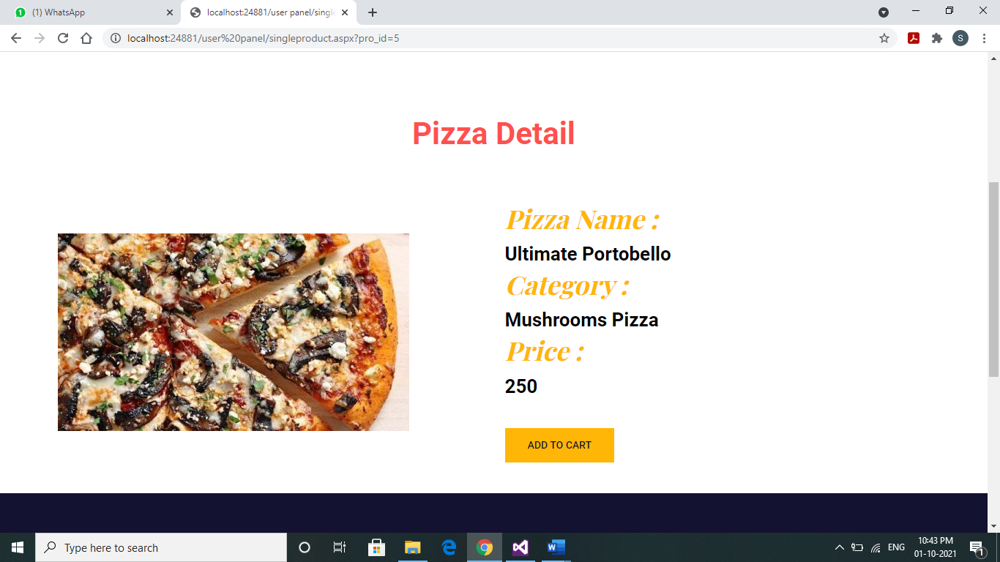 (1) WhatsApp
localhost:24881/user panel/single
localhost:24881/user%20panel/singleproduct.aspx?pro_id=5
S
Pizza Detail
Pizza Name :
Ultimate Portobello
Category :
Mushrooms Pizza
Price :
250
ADD TO CART
Type here to search
ENG
10:43 PM
01-10-2021
1